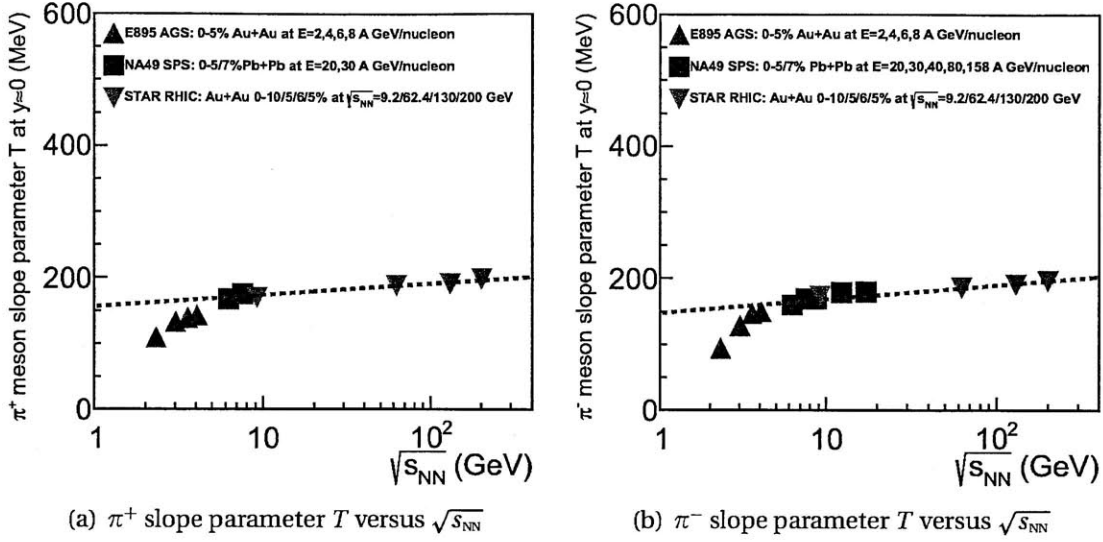 600
E895 AGS: 0-5% Au+Au at E=2,4,6,8 A GeV/nucleon
NA49 SPS: 0-5/7%Pb+Pb at E=20,30 A GeV/nucleon
STAR RHIC: Au+Au 0-10/5/6/5% at √sNN=9.2/62.4/130/200 GeV
400
200
0
1
10
10²
π⁺ meson slope parameter T at y≈0 (MeV)
√sNN (GeV)
(a) π⁺ slope parameter T versus √sNN
600
E895 AGS: 0-5% Au+Au at E=2,4,6,8 A GeV/nucleon
NA49 SPS: 0-5/7% Pb+Pb at E=20,30,40,80,158 A GeV/nucleon
STAR RHIC: Au+Au 0-10/5/6/5% at √sNN=9.2/62.4/130/200 GeV
400
200
0
1
10
10²
π⁻ meson slope parameter T at y≈0 (MeV)
√sNN (GeV)
(b) π⁻ slope parameter T versus √sNN